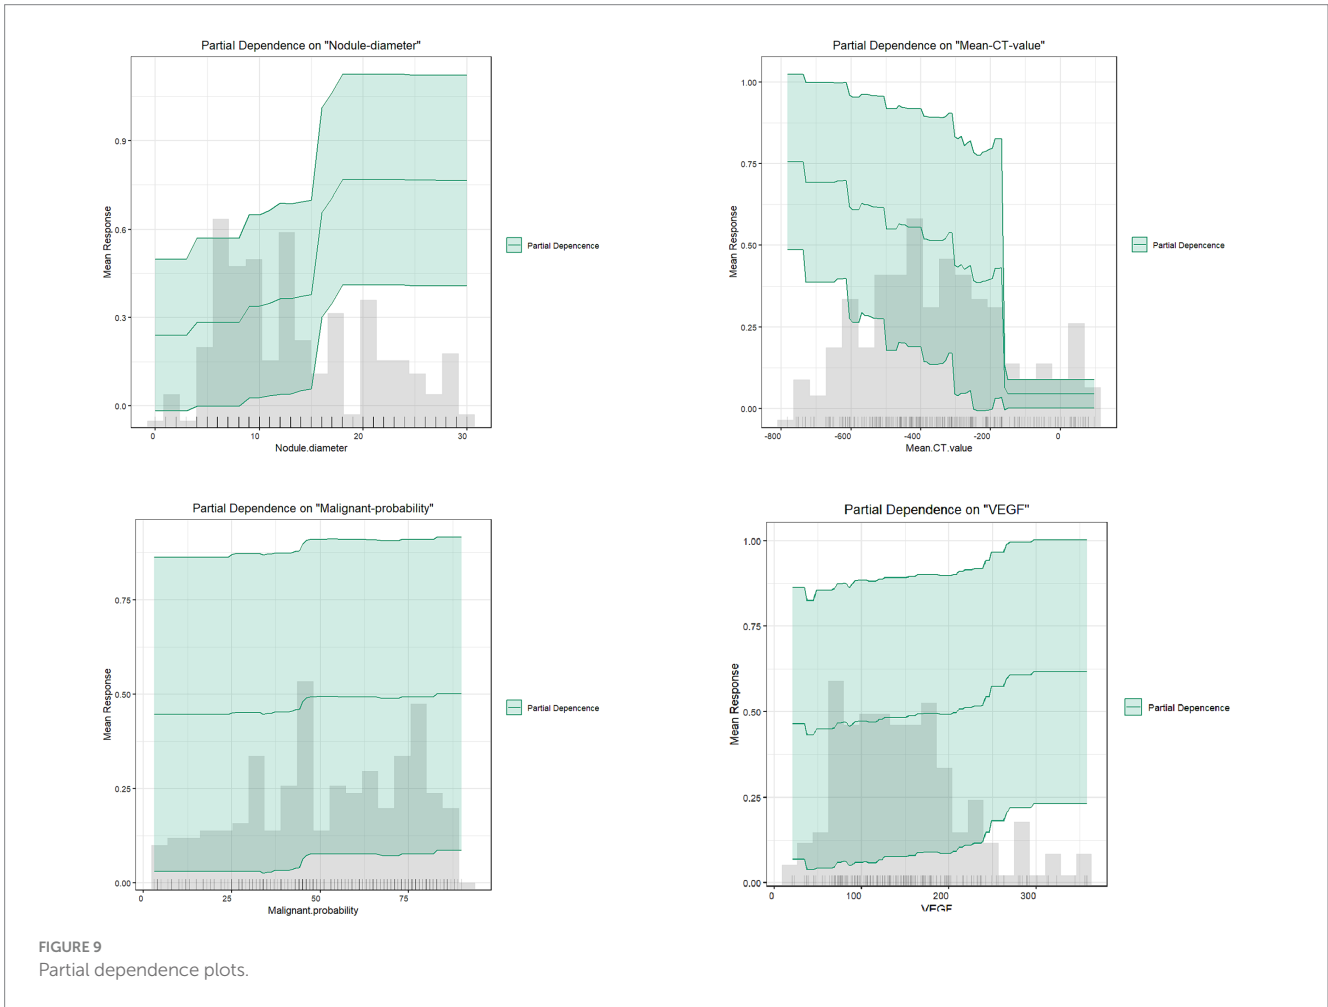 Partial Dependence on "Nodule-diameter"
Mean Response
0.9
0.6
0.3
0.0
0
10
20
30
Nodule.diameter
Partial Depencence
Partial Dependence on "Mean-CT-value"
Mean Response
1.00
0.75
0.50
0.25
0.00
-800
-600
-400
-200
0
Mean.CT.value
Partial Depencence
Partial Dependence on "Malignant-probability"
Mean Response
0.75
0.50
0.25
0.00
0
25
50
75
Malignant.probability
Partial Depencence
Partial Dependence on "VEGF"
Mean Response
1.00
0.75
0.50
0.25
0.00
0
100
200
300
VEGF
Partial Depencence
FIGURE 9
Partial dependence plots.